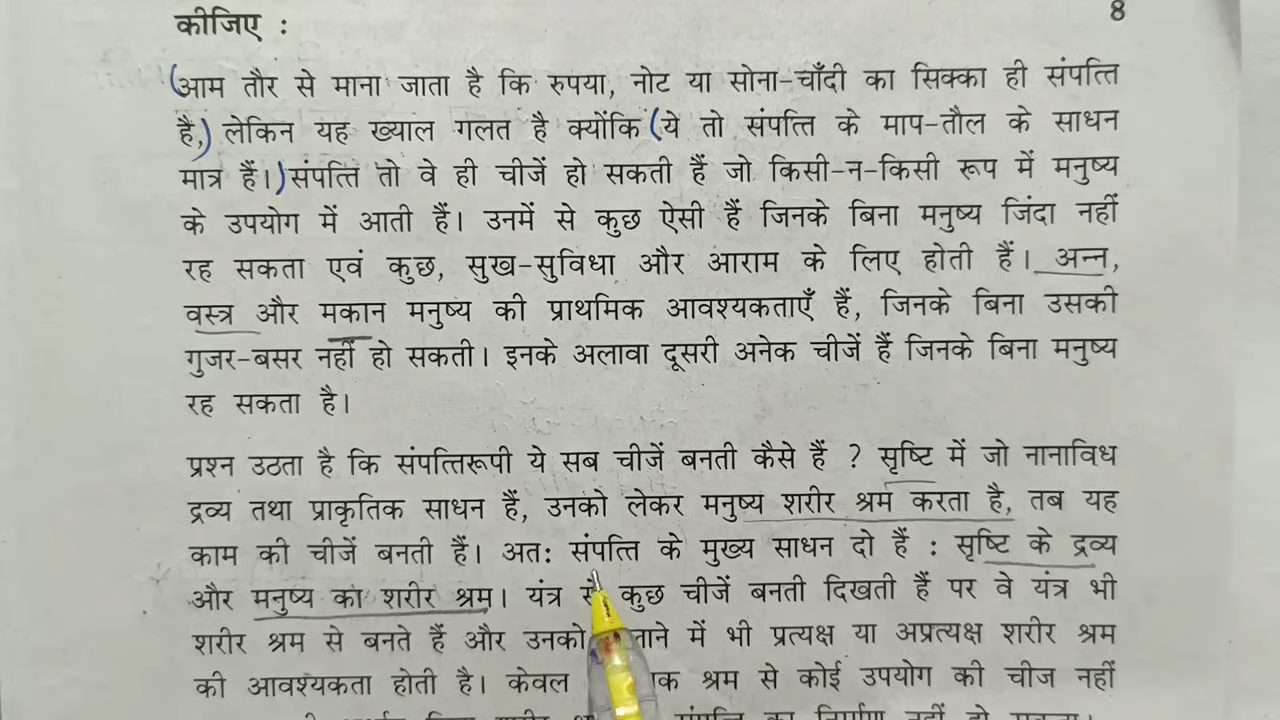 कीजिए :
8
आम तौर से माना जाता है कि रुपया, नोट या सोना-चाँदी का सिक्का ही संपत्ति
है, लेकिन यह ख्याल गलत है क्योंकि ये तो संपत्ति के माप-तौल के साधन
मात्र हैं। संपत्ति तो वे ही चीजें हो सकती हैं जो किसी-न-किसी रूप में मनुष्य
के उपयोग में आती हैं। उनमें से कुछ ऐसी हैं जिनके बिना मनुष्य जिंदा नहीं
रह सकता एवं कुछ, सुख-सुविधा और आराम के लिए होती हैं। अन्न,
वस्त्र और मकान मनुष्य की प्राथमिक आवश्यकताएँ हैं, जिनके बिना उसकी
गुजर-बसर नहीं हो सकती। इनके अलावा दूसरी अनेक चीजें हैं जिनके बिना मनुष्य
रह सकता है।
प्रश्न उठता है कि संपत्तिरूपी ये सब चीजें बनती कैसे हैं ? सृष्टि में जो नानाविध
द्रव्य तथा प्राकृतिक साधन हैं, उनको लेकर मनुष्य शरीर श्रम करता है, तब यह
काम की चीजें बनती हैं। अतः संपत्ति के मुख्य साधन दो हैं : सृष्टि के द्रव्य
और मनुष्य का शरीर श्रम। यंत्र से कुछ चीजें बनती दिखती हैं पर वे यंत्र भी
शरीर श्रम से बनते हैं और उनको में भी प्रत्यक्ष या अप्रत्यक्ष शरीर श्रम
की आवश्यकता होती है। केवल श्रम से कोई उपयोग की चीज नहीं